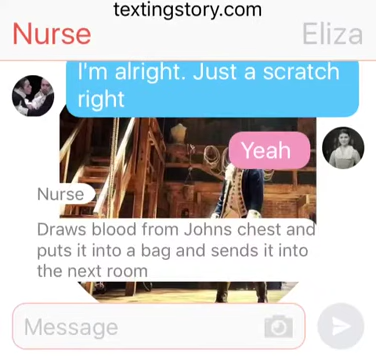 textingstory.com
Nurse Eliza
I'm alright. Just a scratch
right
Yeah
Nurse
Draws blood from Johns chest and
puts it into a bag and sends it into
the next room
Message